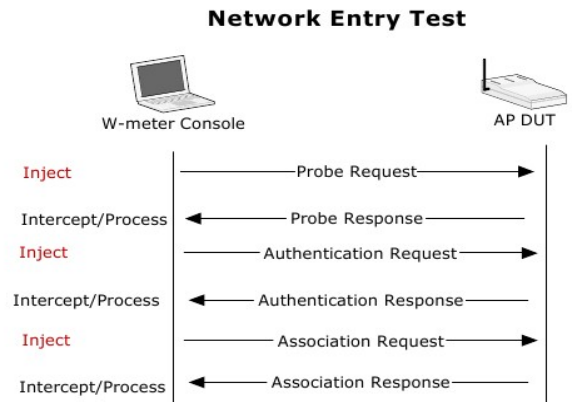 Network Entry Test
W-meter Console
AP DUT
Inject
Probe Request
Intercept/Process
Probe Response
Inject
Authentication Request
Intercept/Process
Authentication Response
Inject
Association Request
Intercept/Process
Association Response